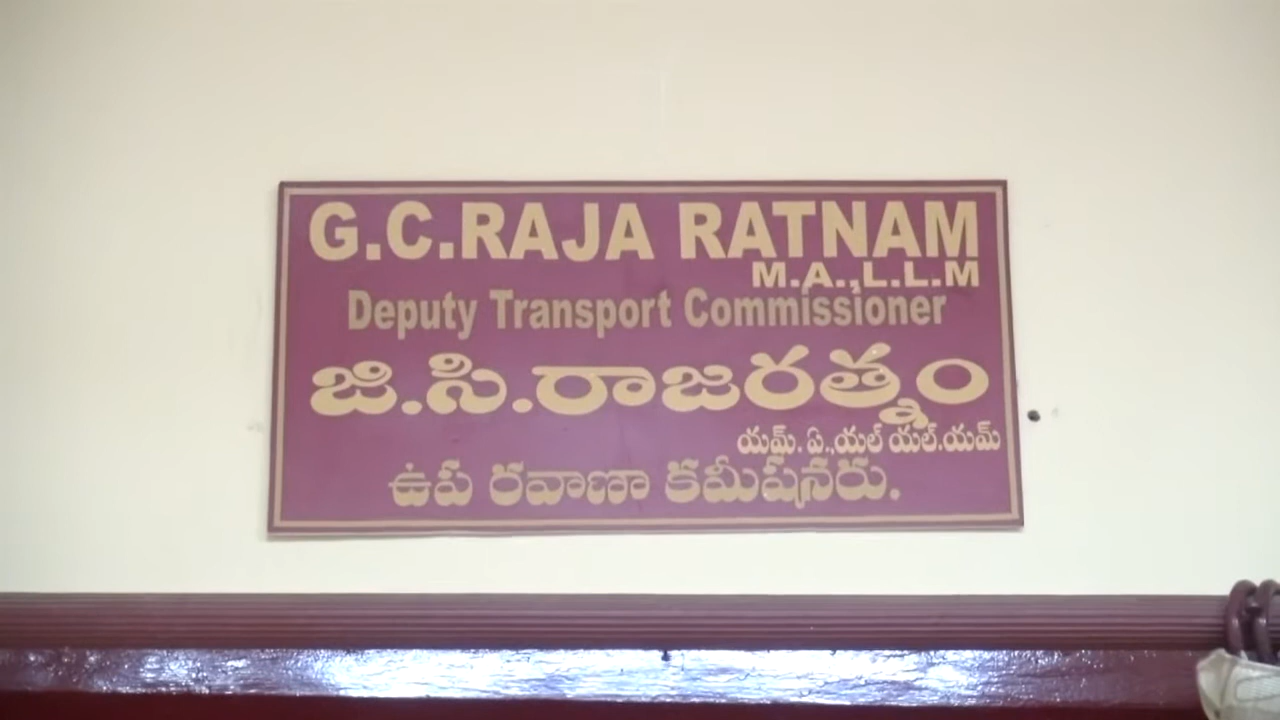 G.C.RAJA RATNAM
M.A.,L.L.M
Deputy Transport Commissioner
జి.సి.రాజరత్నం
యమ్. ఏ.,యల్ యల్.యమ్
ఉప రవాణా కమీషనరు.